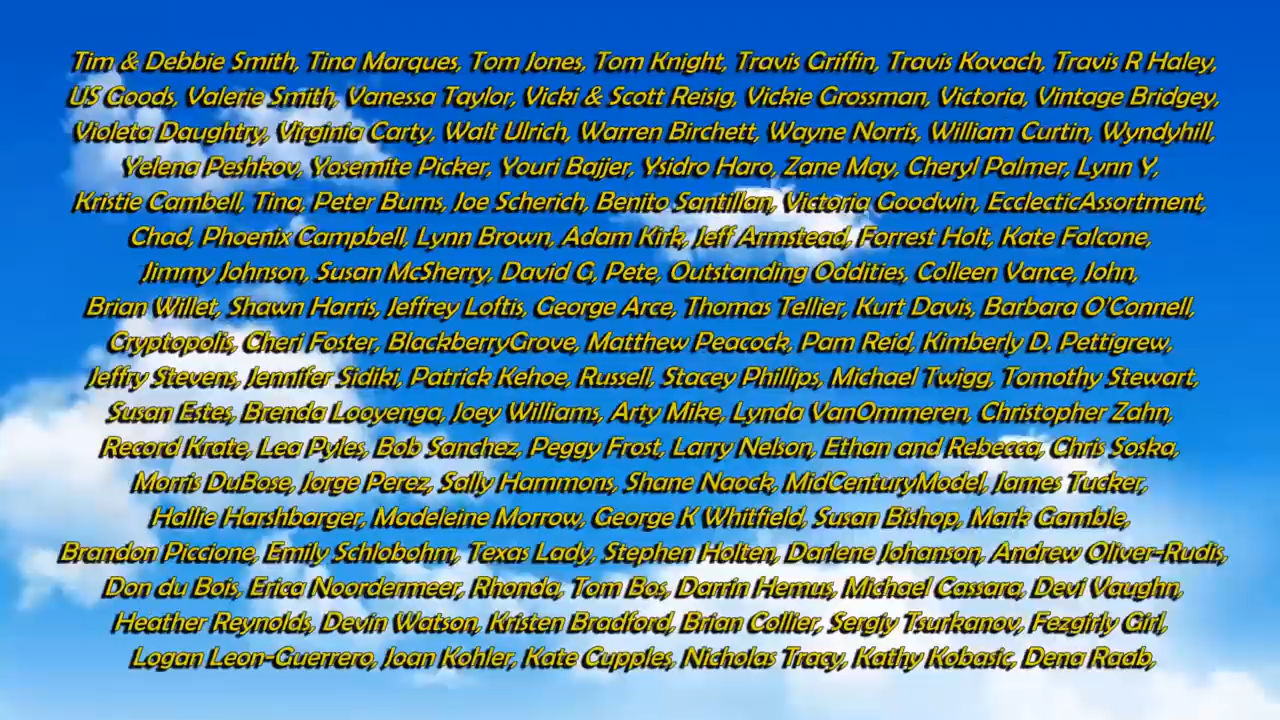 Tim & Debbie Smith, Tina Marques, Tom Jones, Tom Knight, Travis Griffin, Travis Kovach, Travis R Haley,
US Goods, Valerie Smith, Vanessa Taylor, Vicki & Scott Reisig, Vickie Grossman, Victoria, Vintage Bridgey,
Violeta Daughtry, Virginia Carty, Walt Ulrich, Warren Birchett, Wayne Norris, William Curtin, Wyndyhill,
Yelena Peshkov, Yosemite Picker, Youri Bajjer, Ysidro Haro, Zane May, Cheryl Palmer, Lynn Y,
Kristie Cambell, Tina, Peter Burns, Joe Scherich, Benito Santillan, Victoria Goodwin, EcclecticAssortment,
Chad, Phoenix Campbell, Lynn Brown, Adam Kirk, Jeff Armstead, Forrest Holt, Kate Falcone,
Jimmy Johnson, Susan McSherry, David G, Pete, Outstanding Oddities, Colleen Vance, John,
Brian Willet, Shawn Harris, Jeffrey Loftis, George Arce, Thomas Tellier, Kurt Davis, Barbara O'Connell,
Cryptopolis, Cheri Foster, BlackberryGrove, Matthew Peacock, Pam Reid, Kimberly D. Pettigrew,
Jeffry Stevens, Jennifer Sidiki, Patrick Kehoe, Russell, Stacey Phillips, Michael Twigg, Tomothy Stewart,
Susan Estes, Brenda Looyenga, Joey Williams, Arty Mike, Lynda VanOmmeren, Christopher Zahn,
Record Krate, Lea Pyles, Bob Sanchez, Peggy Frost, Larry Nelson, Ethan and Rebecca, Chris Soska,
Morris DuBose, Jorge Perez, Sally Hammons, Shane Naock, MidCenturyModel, James Tucker,
Hallie Harshbarger, Madeleine Morrow, George K Whitfield, Susan Bishop, Mark Gamble,
Brandon Piccione, Emily Schlobohm, Texas Lady, Stephen Holten, Darlene Johanson, Andrew Oliver-Rudis,
Don du Bois, Erica Noordermeer, Rhonda, Tom Bos, Darrin Hemus, Michael Cassara, Devi Vaughn,
Heather Reynolds, Devin Watson, Kristen Bradford, Brian Collier, Sergiy Tsurkanov, Fezgirly Girl,
Logan Leon-Guerrero, Joan Kohler, Kate Cupples, Nicholas Tracy, Kathy Kobasic, Dena Raab,